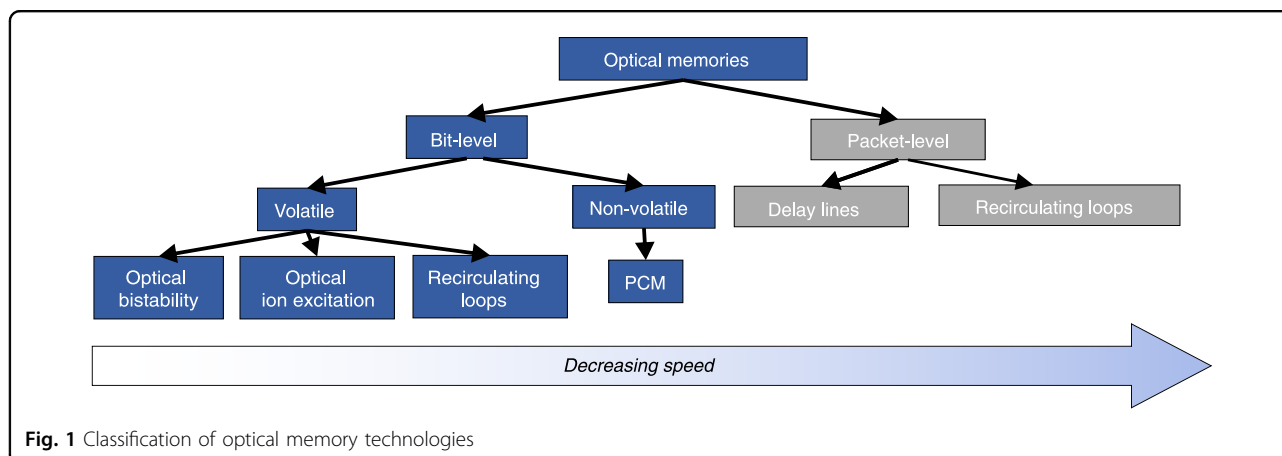 Optical memories
Bit-level
Packet-level
Volatile
Non-volatile
Delay lines
Recirculating loops
Optical
bistability
Optical
ion excitation
Recirculating
loops
PCM
Decreasing speed
Fig. 1 Classification of optical memory technologies